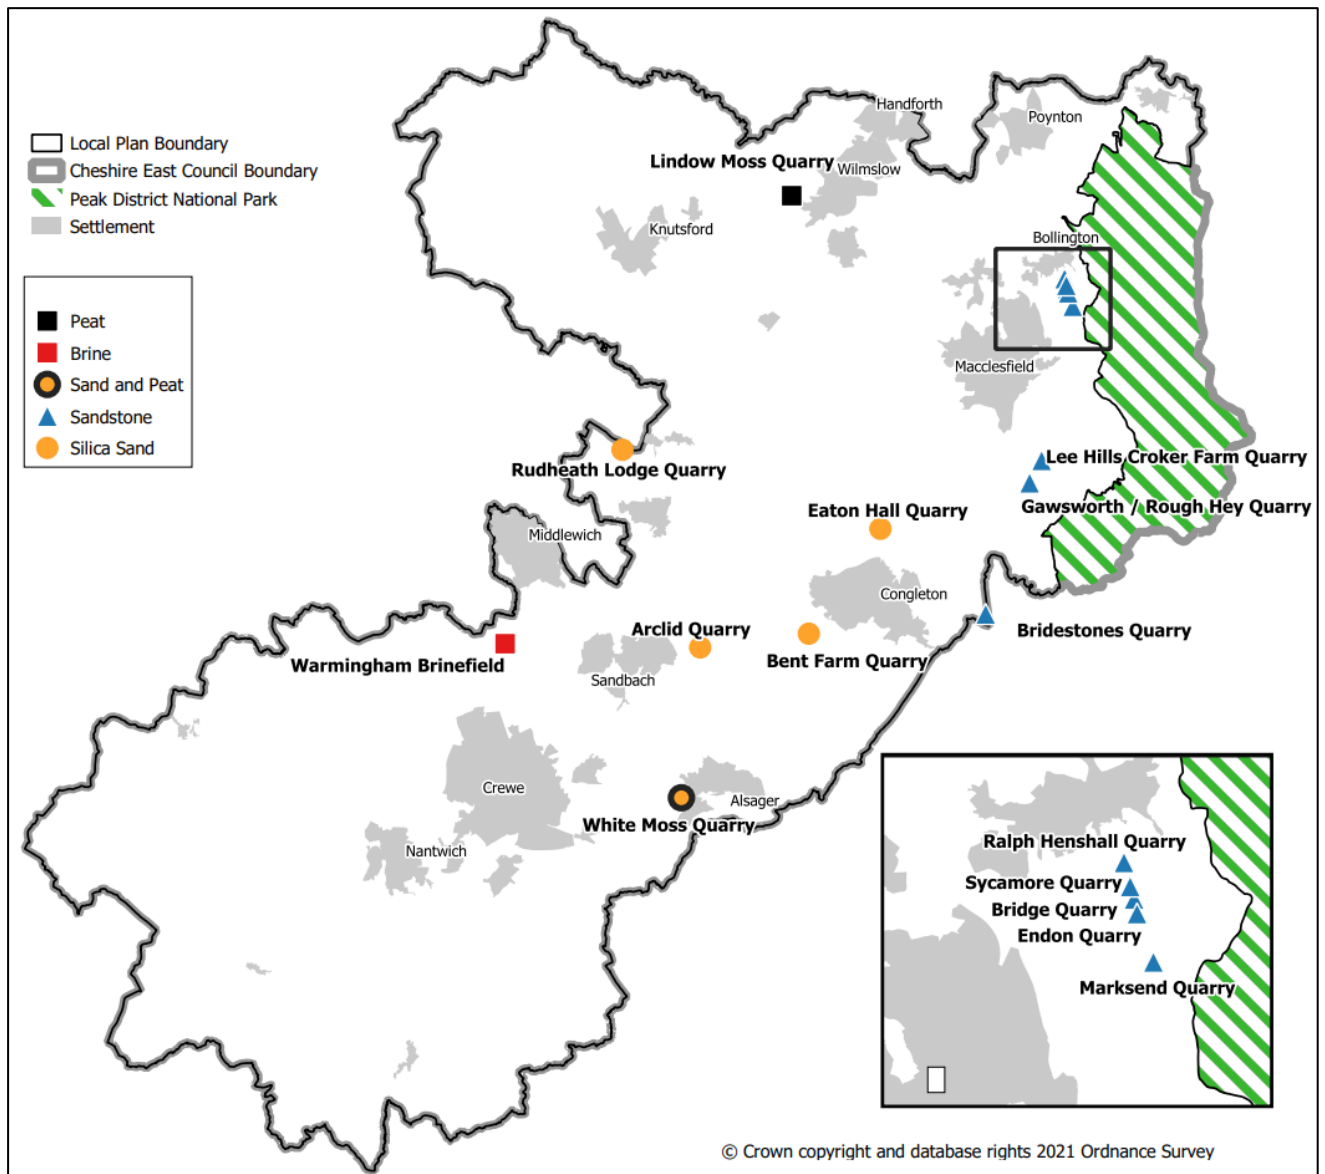 Local Plan Boundary
Cheshire East Council Boundary
Peak District National Park
Settlement
Peat
Brine
Sand and Peat
Sandstone
Silica Sand
Handforth
Poynton
Lindow Moss Quarry
Wilmslow
Knutsford
Bollington
Macclesfield
Lee Hills Croker Farm Quarry
Rudheath Lodge Quarry
Gawsworth / Rough Hey Quarry
Eaton Hall Quarry
Middlewich
Congleton
Arclid Quarry
Bridestones Quarry
Bent Farm Quarry
Warmingham Brinefield
Sandbach
Crewe
Alsager
White Moss Quarry
Nantwich
Ralph Henshall Quarry
Sycamore Quarry
Bridge Quarry
Endon Quarry
Marksend Quarry
© Crown copyright and database rights 2021 Ordnance Survey